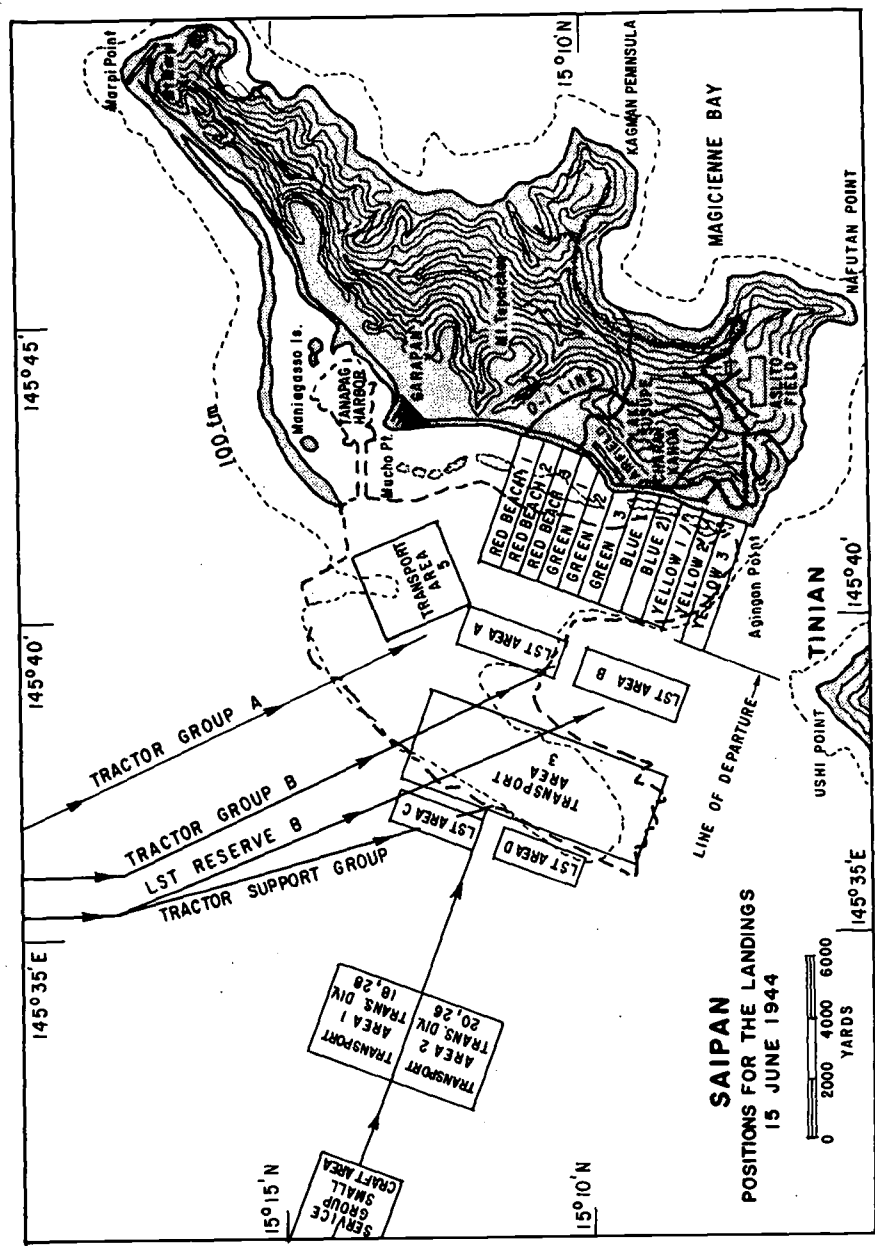 SAIPAN
POSITIONS FOR THE LANDINGS
15 JUNE 1944
0 2000 4000 6000
YARDS
145°35'E
145°40'
145°45'
15°10'N
15°15'N
15°10'
145°35'E
145°40'
Marpi Point
100 fm
Maniagassa Is.
TANAPAG
HARBOR
Mucho Pt.
GARAPAN
Mt. Tapotchau
KAGMAN PENINSULA
MAGICIENNE BAY
NAFUTAN POINT
O-1 LINE
AIRFIELD
LAKE
SUSUPE
CHARAN
KANOA
ASLITO
FIELD
RED BEACH 1
RED BEACH 2
RED BEACH 3
GREEN 1
GREEN 2
GREEN 3
BLUE 1
BLUE 2
YELLOW 1
YELLOW 2
YELLOW 3
Agingan Point
TINIAN
USHI POINT
LINE OF DEPARTURE
TRANSPORT
AREA
5
LST AREA A
LST AREA B
TRANSPORT
AREA
3
LST AREA C
LST AREA D
TRACTOR GROUP A
TRACTOR GROUP B
LST RESERVE B
TRACTOR SUPPORT GROUP
TRANSPORT
AREA 1
TRANS. DIV.
18,28
TRANSPORT
AREA 2
TRANS. DIV.
20,26
SERVICE
GROUP
SMALL
CRAFT AREA